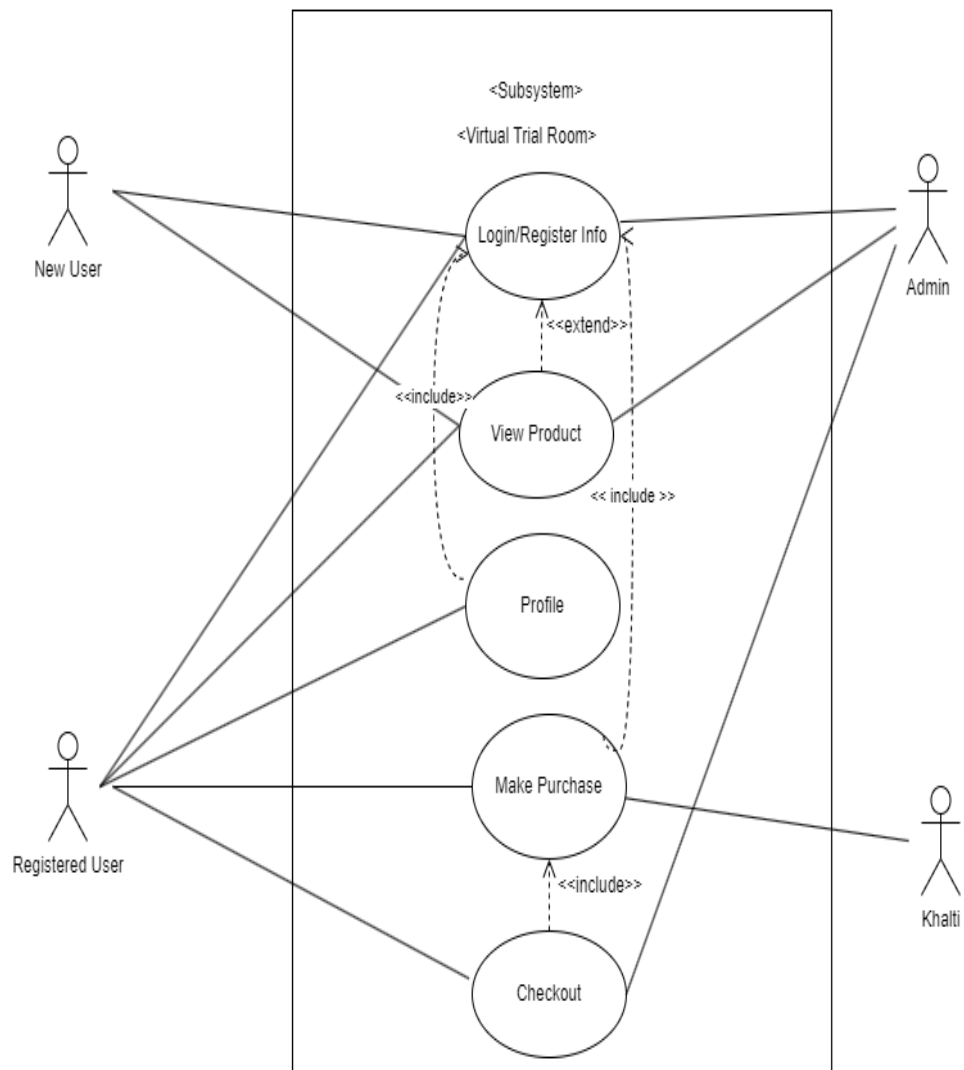 <Subsystem>
<Virtual Trial Room>
New User
Login/Register Info
Admin
<<extend>>
<<include>>
View Product
<< include >>
Profile
Make Purchase
Registered User
<<include>>
Khalti
Checkout